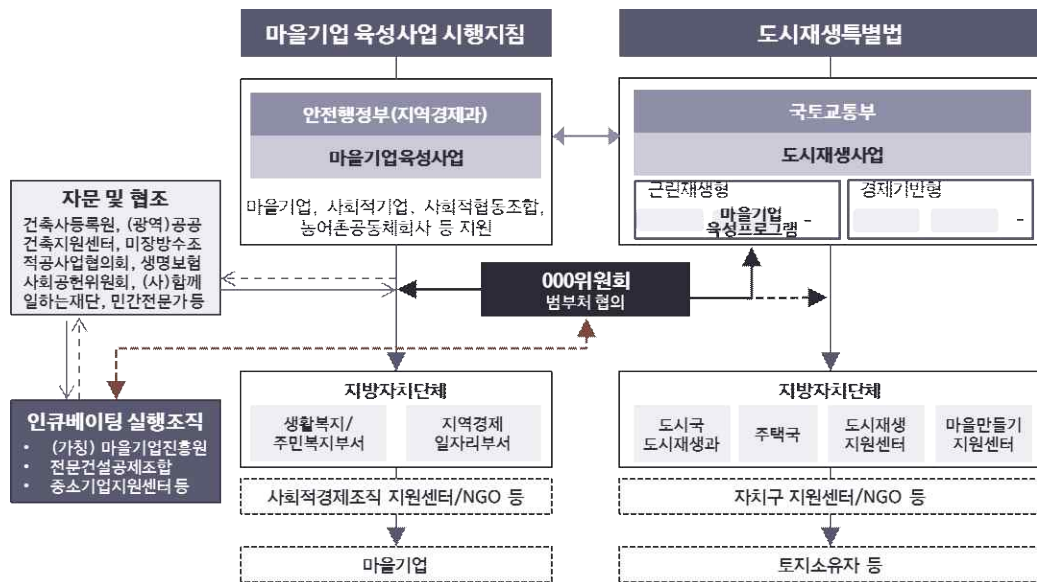 마을기업 육성사업 시행지침
도시재생특별법
안전행정부(지역경제과)
마을기업육성사업
마을기업, 사회적기업, 사회적협동조합,
농어촌공동체회사 등 지원
국토교통부
도시재생사업
근린재생형
마을기업
육성프로그램
-
경제기반형
-
자문 및 협조
건축사등록원, (광역)공공
건축지원센터, 미장방수조
적공사업협의회, 생명보험
사회공헌위원회, (사)함께
일하는재단, 민간전문가 등
000위원회
범부처 협의
인큐베이팅 실행조직
• (가칭) 마을기업진흥원
• 전문건설공제조합
• 중소기업지원센터 등
지방자치단체
생활복지/
주민복지부서
지역경제
일자리부서
사회적경제조직 지원센터/NGO 등
마을기업
지방자치단체
도시국
도시재생과
주택국
도시재생
지원센터
마을만들기
지원센터
자치구 지원센터/NGO 등
토지소유자 등